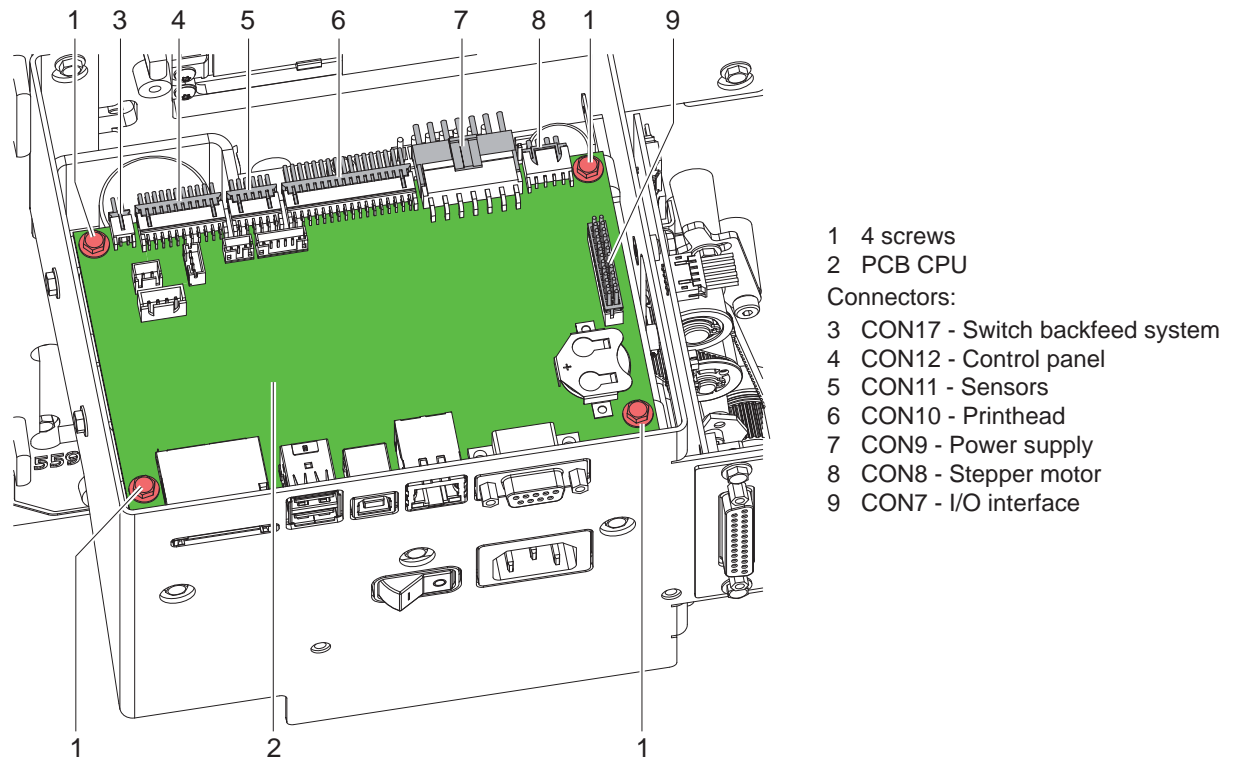 1 3 4 5 6 7 8 1 9
559
1 2 1
1 4 screws
2 PCB CPU
Connectors:
3 CON17 - Switch backfeed system
4 CON12 - Control panel
5 CON11 - Sensors
6 CON10 - Printhead
7 CON9 - Power supply
8 CON8 - Stepper motor
9 CON7 - I/O interface